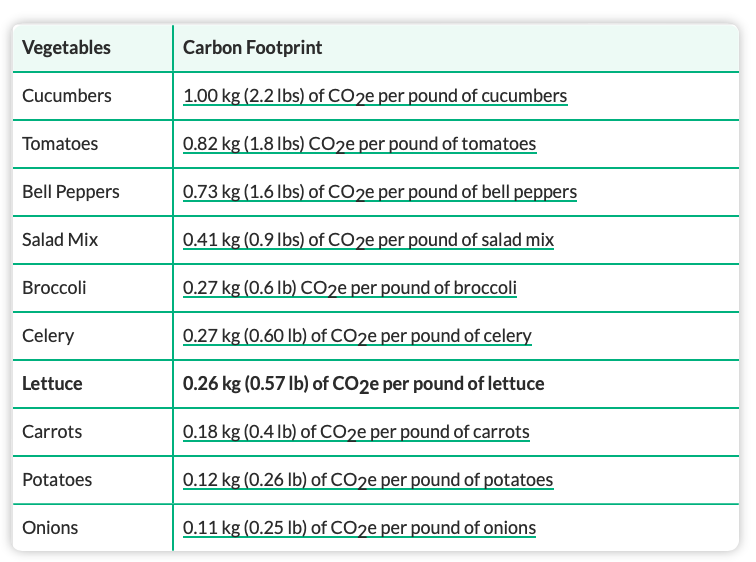 Vegetables Carbon Footprint
Cucumbers 1.00 kg (2.2 lbs) of CO2e per pound of cucumbers
Tomatoes 0.82 kg (1.8 lbs) CO2e per pound of tomatoes
Bell Peppers 0.73 kg (1.6 lbs) of CO2e per pound of bell peppers
Salad Mix 0.41 kg (0.9 lbs) of CO2e per pound of salad mix
Broccoli 0.27 kg (0.6 lb) CO2e per pound of broccoli
Celery 0.27 kg (0.60 lb) of CO2e per pound of celery
Lettuce 0.26 kg (0.57 lb) of CO2e per pound of lettuce
Carrots 0.18 kg (0.4 lb) of CO2e per pound of carrots
Potatoes 0.12 kg (0.26 lb) of CO2e per pound of potatoes
Onions 0.11 kg (0.25 lb) of CO2e per pound of onions